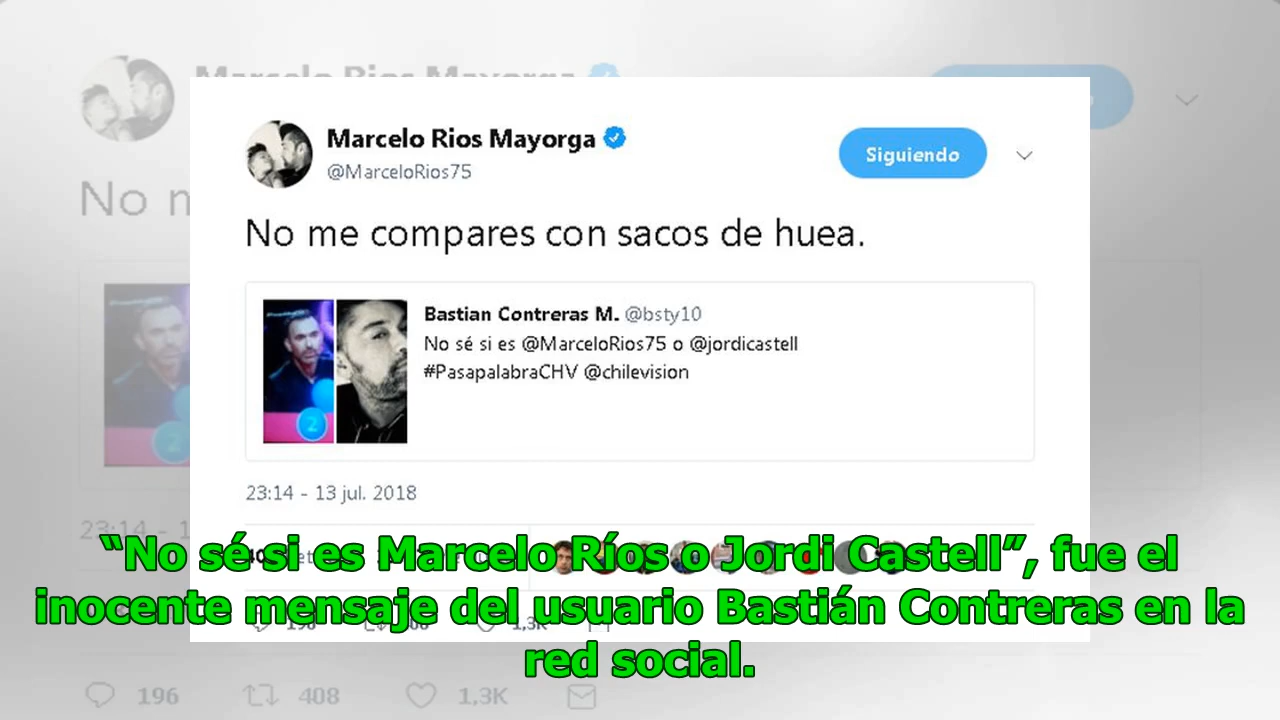 Marcelo Rios Mayorga
@MarceloRios75
Siguiendo
No me compares con sacos de huea.
Bastian Contreras M. @bsty10
No sé si es @MarceloRios75 o @jordicastell
#PasapalabraCHV @chilevision
2
23:14 - 13 jul. 2018
“No sé si es Marcelo Ríos o Jordi Castell”, fue el
inocente mensaje del usuario Bastián Contreras en la
red social.
196 408 1,3K